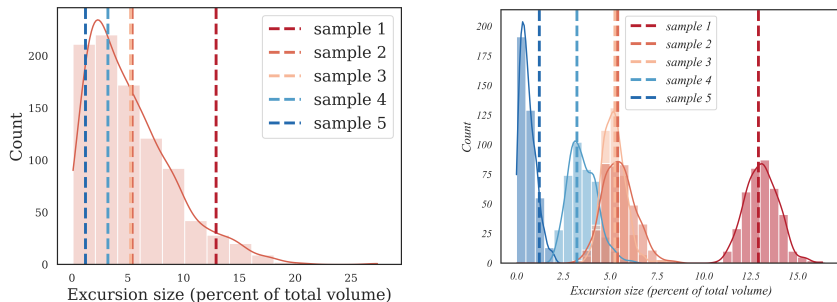 200
150
100
50
0
Count
0
5
10
15
20
25
Excursion size (percent of total volume)
sample 1
sample 2
sample 3
sample 4
sample 5
200
175
150
125
100
75
50
25
0
Count
0.0
2.5
5.0
7.5
10.0
12.5
15.0
Excursion size (percent of total volume)
sample 1
sample 2
sample 3
sample 4
sample 5